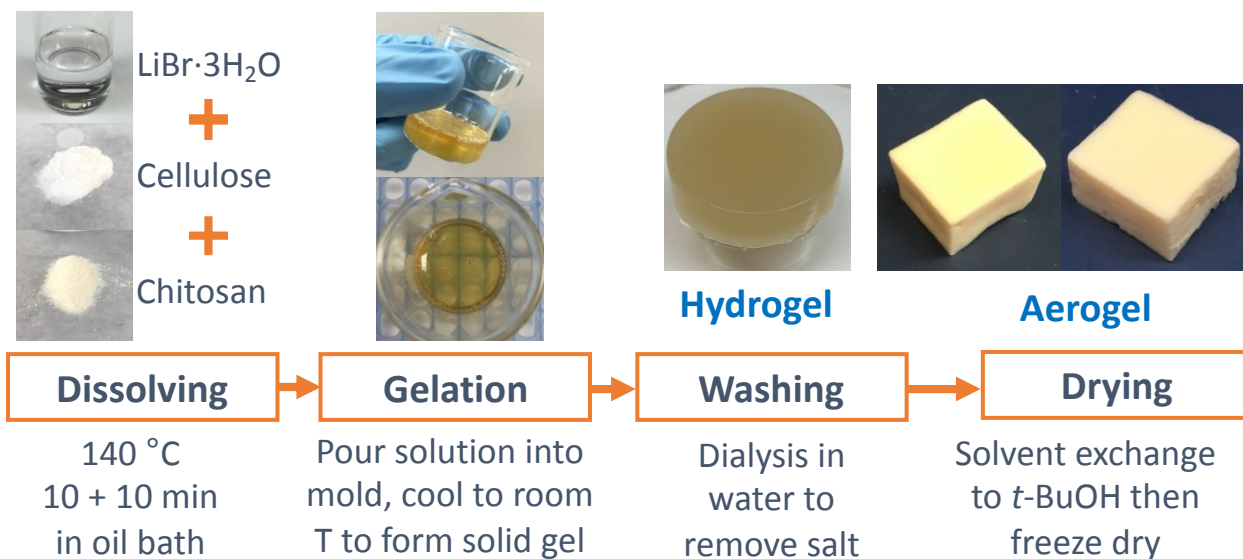 LiBr·3H₂O
+
Cellulose
+
Chitosan
Hydrogel
Aerogel
Dissolving
Gelation
Washing
Drying
140 °C
10 + 10 min
in oil bath
Pour solution into
mold, cool to room
T to form solid gel
Dialysis in
water to
remove salt
Solvent exchange
to t-BuOH then
freeze dry